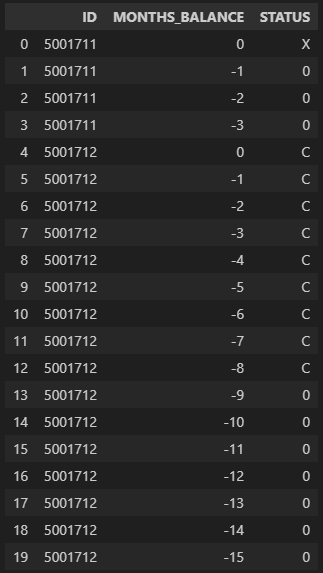 ID MONTHS_BALANCE STATUS
0 5001711 0 X
1 5001711 -1 0
2 5001711 -2 0
3 5001711 -3 0
4 5001712 0 C
5 5001712 -1 C
6 5001712 -2 C
7 5001712 -3 C
8 5001712 -4 C
9 5001712 -5 C
10 5001712 -6 C
11 5001712 -7 C
12 5001712 -8 C
13 5001712 -9 0
14 5001712 -10 0
15 5001712 -11 0
16 5001712 -12 0
17 5001712 -13 0
18 5001712 -14 0
19 5001712 -15 0